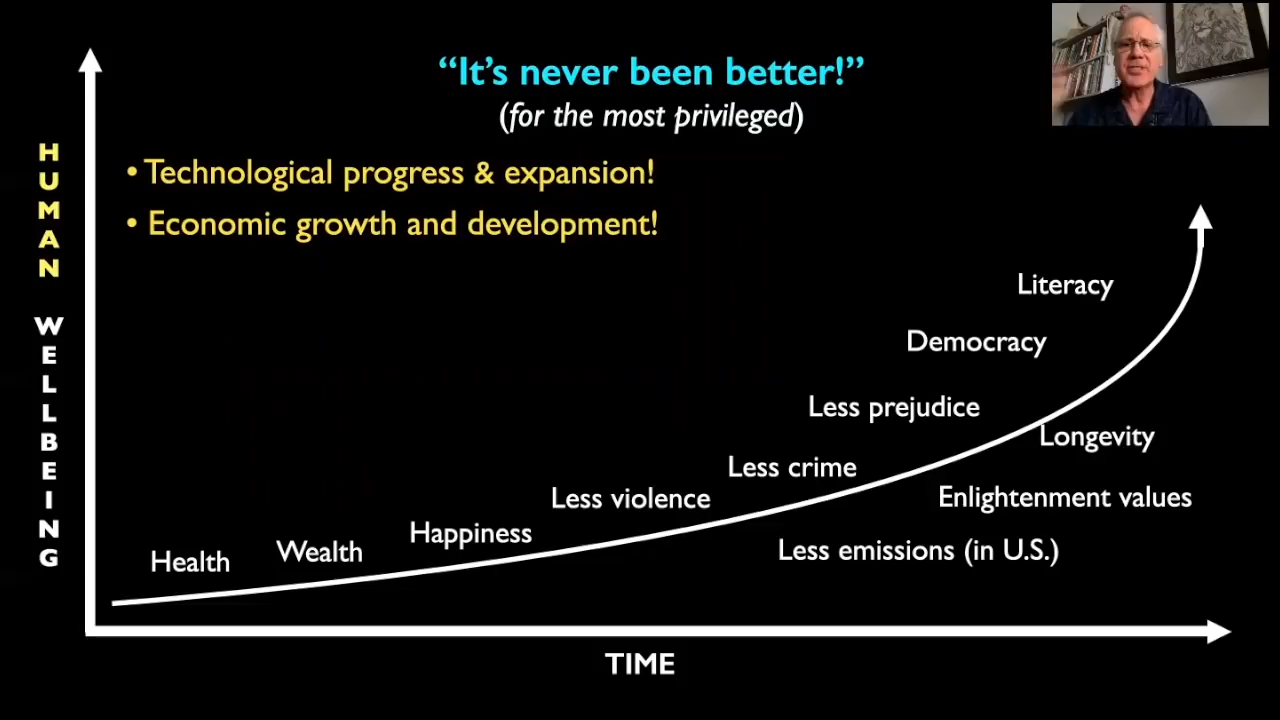 “It’s never been better!”
(for the most privileged)
• Technological progress & expansion!
• Economic growth and development!
HUMAN WELLBEING
Literacy
Democracy
Less prejudice
Longevity
Less crime
Less violence
Enlightenment values
Happiness
Less emissions (in U.S.)
Wealth
Health
TIME